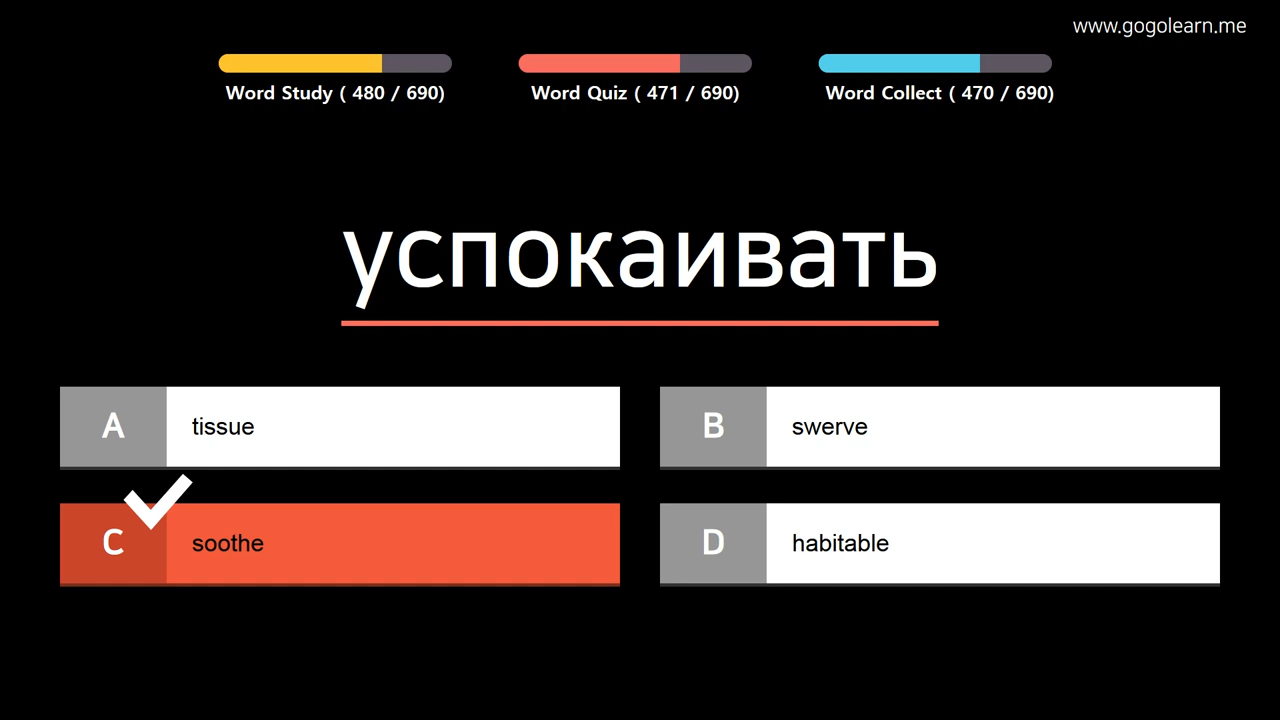 www.gogolearn.me
Word Study ( 480 / 690)
Word Quiz ( 471 / 690)
Word Collect ( 470 / 690)
успокаивать
A tissue
B swerve
C soothe
D habitable